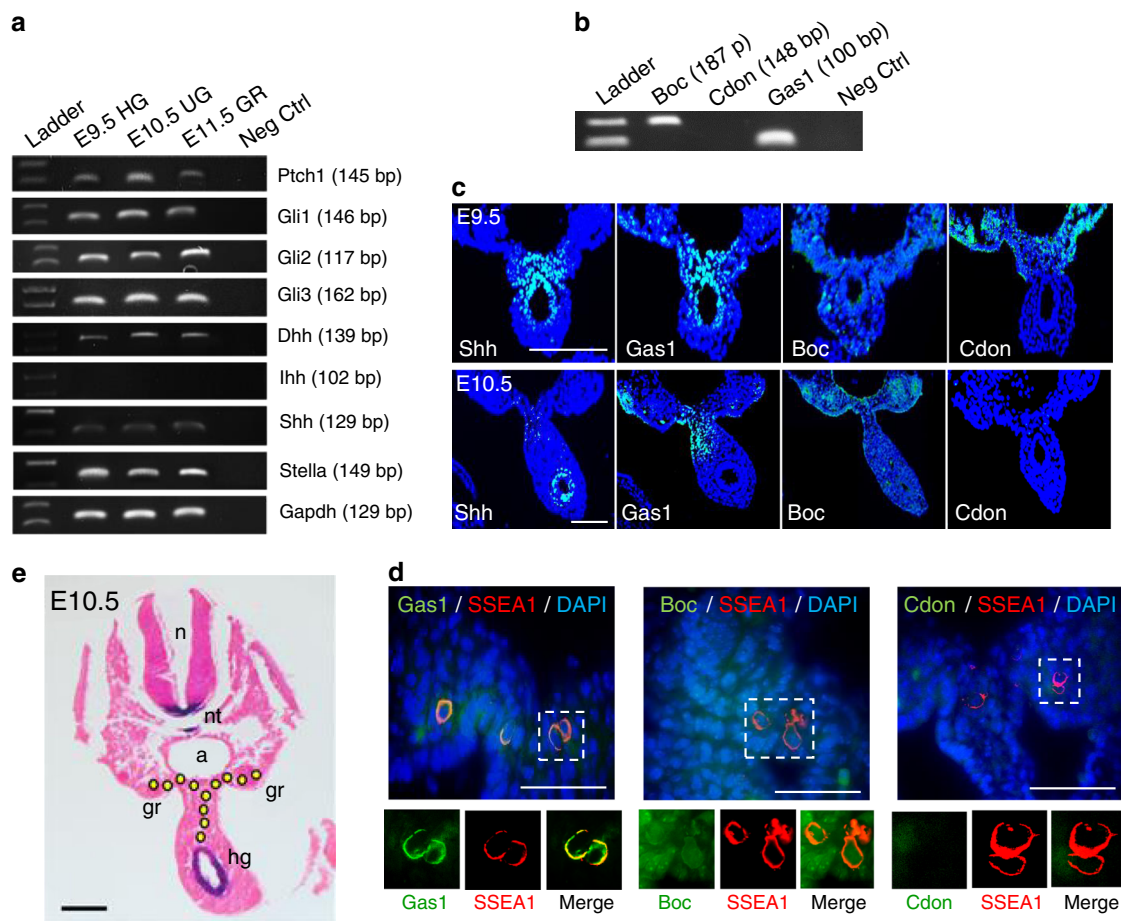 a
Ladder
E9.5 HG
E10.5 UG
E11.5 GR
Neg Ctrl
Ptch1 (145 bp)
Gli1 (146 bp)
Gli2 (117 bp)
Gli3 (162 bp)
Dhh (139 bp)
Ihh (102 bp)
Shh (129 bp)
Stella (149 bp)
Gapdh (129 bp)
b
Ladder
Boc (187 p)
Cdon (148 bp)
Gas1 (100 bp)
Neg Ctrl
c
E9.5
Shh
Gas1
Boc
Cdon
E10.5
Shh
Gas1
Boc
Cdon
e
E10.5
n
nt
a
gr
gr
hg
d
Gas1 / SSEA1 / DAPI
Boc / SSEA1 / DAPI
Cdon / SSEA1 / DAPI
Gas1 SSEA1 Merge
Boc SSEA1 Merge
Cdon SSEA1 Merge